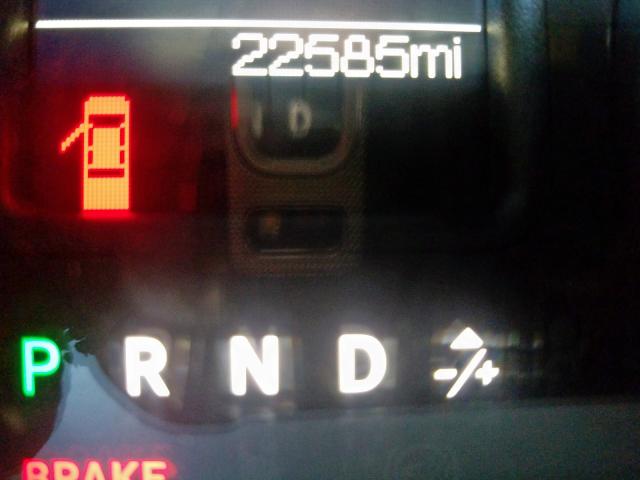 22585mi
D
P R N D -/+
BRAKE